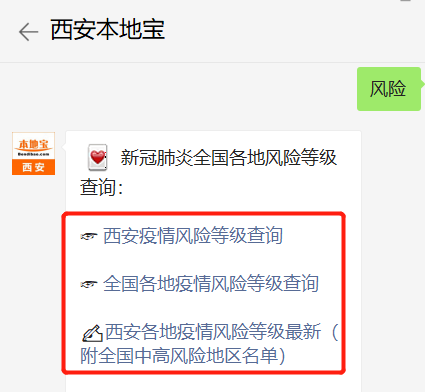 西安本地宝
风险
本地宝
Bendibao.com
西安
新冠肺炎全国各地风险等级
查询：
西安疫情风险等级查询
全国各地疫情风险等级查询
西安各地疫情风险等级最新（
附全国中高风险地区名单）